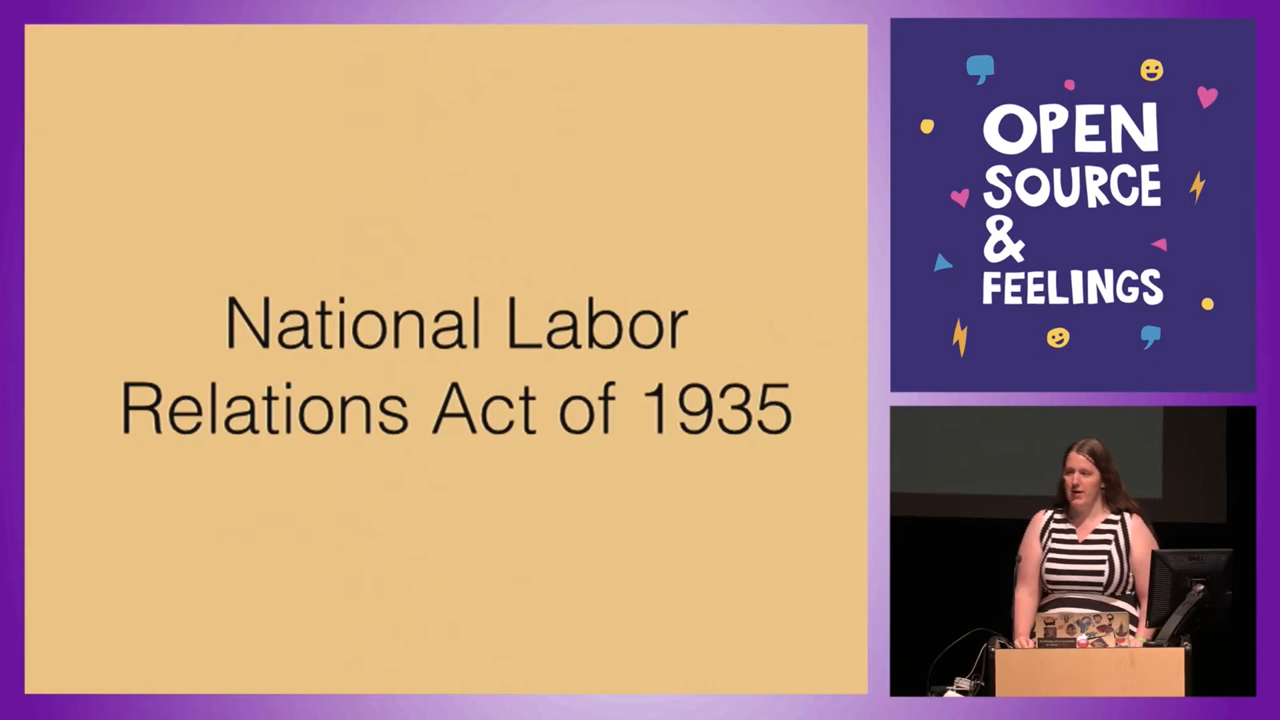 National Labor
Relations Act of 1935
OPEN
SOURCE
&
FEELINGS